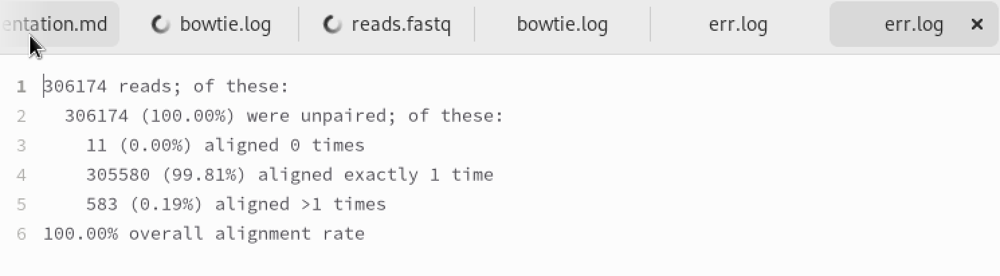 entation.md bowtie.log reads.fastq bowtie.log err.log err.log
1 306174 reads; of these:
2 306174 (100.00%) were unpaired; of these:
3 11 (0.00%) aligned 0 times
4 305580 (99.81%) aligned exactly 1 time
5 583 (0.19%) aligned >1 times
6 100.00% overall alignment rate